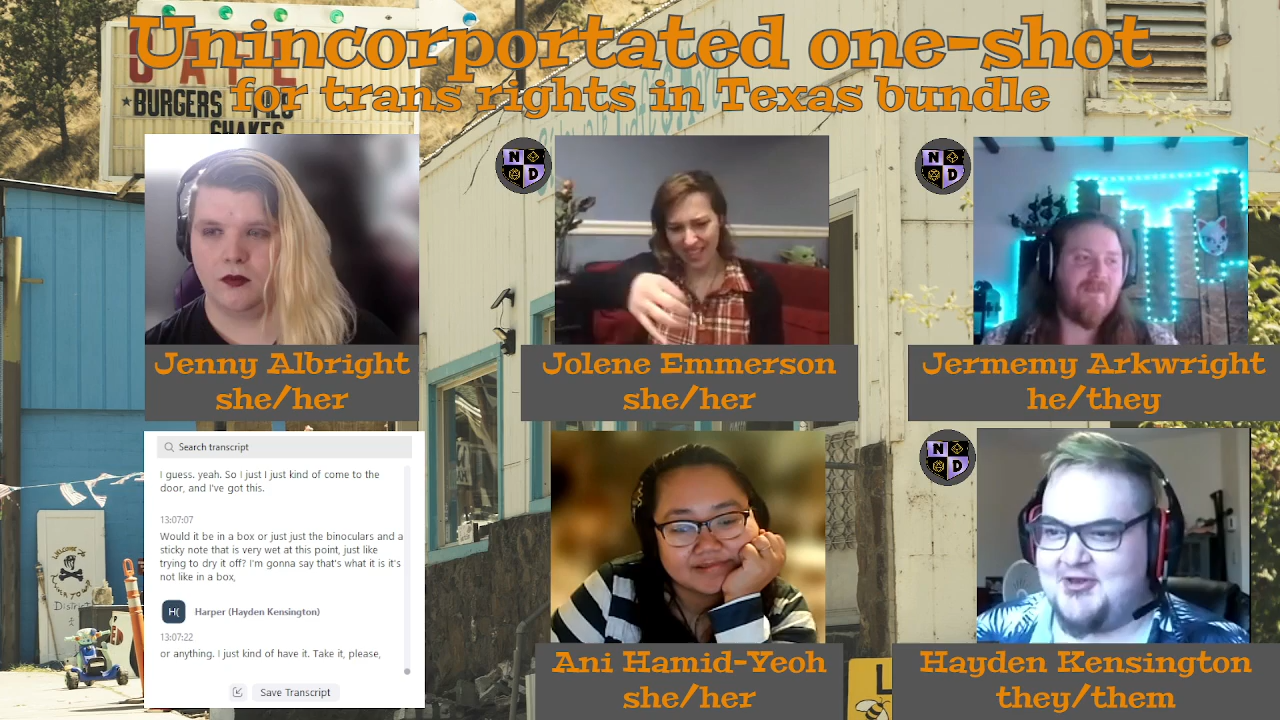 Unincorportated one-shot
for trans rights in Texas bundle
CAFE
★BURGERS PIES
SHAKES
N
D
N
D
Jenny Albright
she/her
Jolene Emmerson
she/her
Jermemy Arkwright
he/they
Search transcript
I guess, yeah. So I just I just kind of come to the
door, and I've got this.
13:07:07
Would it be in a box or just just the binoculars and a
sticky note that is very wet at this point, just like
trying to dry it off? I'm gonna say that's what it is it's
not like in a box,
H( Harper (Hayden Kensington)
13:07:22
or anything. I just kind of have it. Take it, please,
Save Transcript
N
D
WELCOME
District
Ani Hamid-Yeoh
she/her
Hayden Kensington
they/them
L